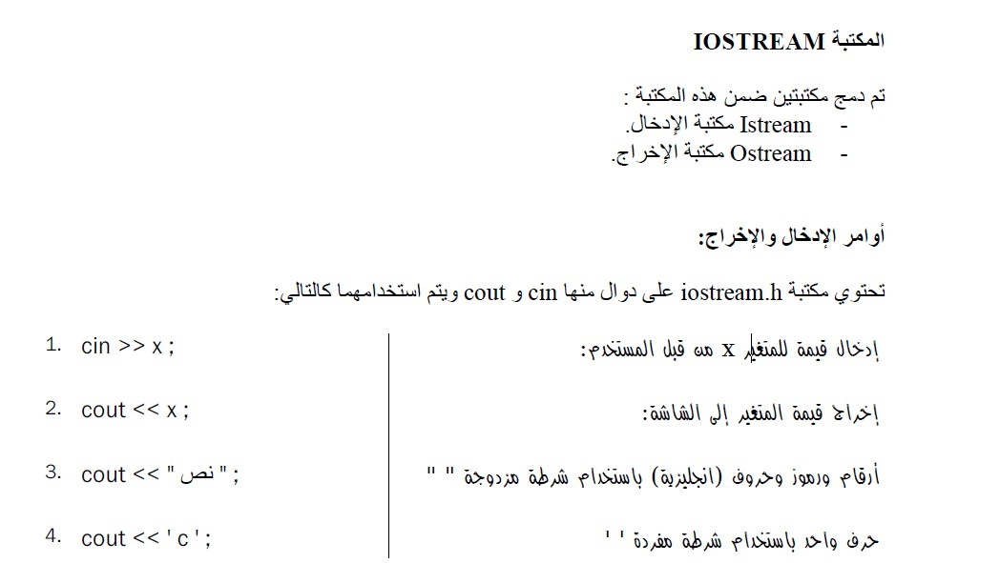 المكتبة IOSTREAM
تم دمج مكتبتين ضمن هذه المكتبة :
- Istream مكتبة الإدخال.
- Ostream مكتبة الإخراج.
أوامر الإدخال والإخراج:
تحتوي مكتبة iostream.h على دوال منها cin و cout ويتم استخدامهما كالتالي:
إدخال قيمة للمتغير x من قبل المستخدم:
1. cin >> x ;
إخراج قيمة المتغير إلى الشاشة:
2. cout << x ;
أرقام ورموز وحروف (انجليزية) باستخدام شرطة مزدوجة " "
3. cout << " نص " ;
حرف واحد باستخدام شرطة مفردة ' '
4. cout << ' c ' ;